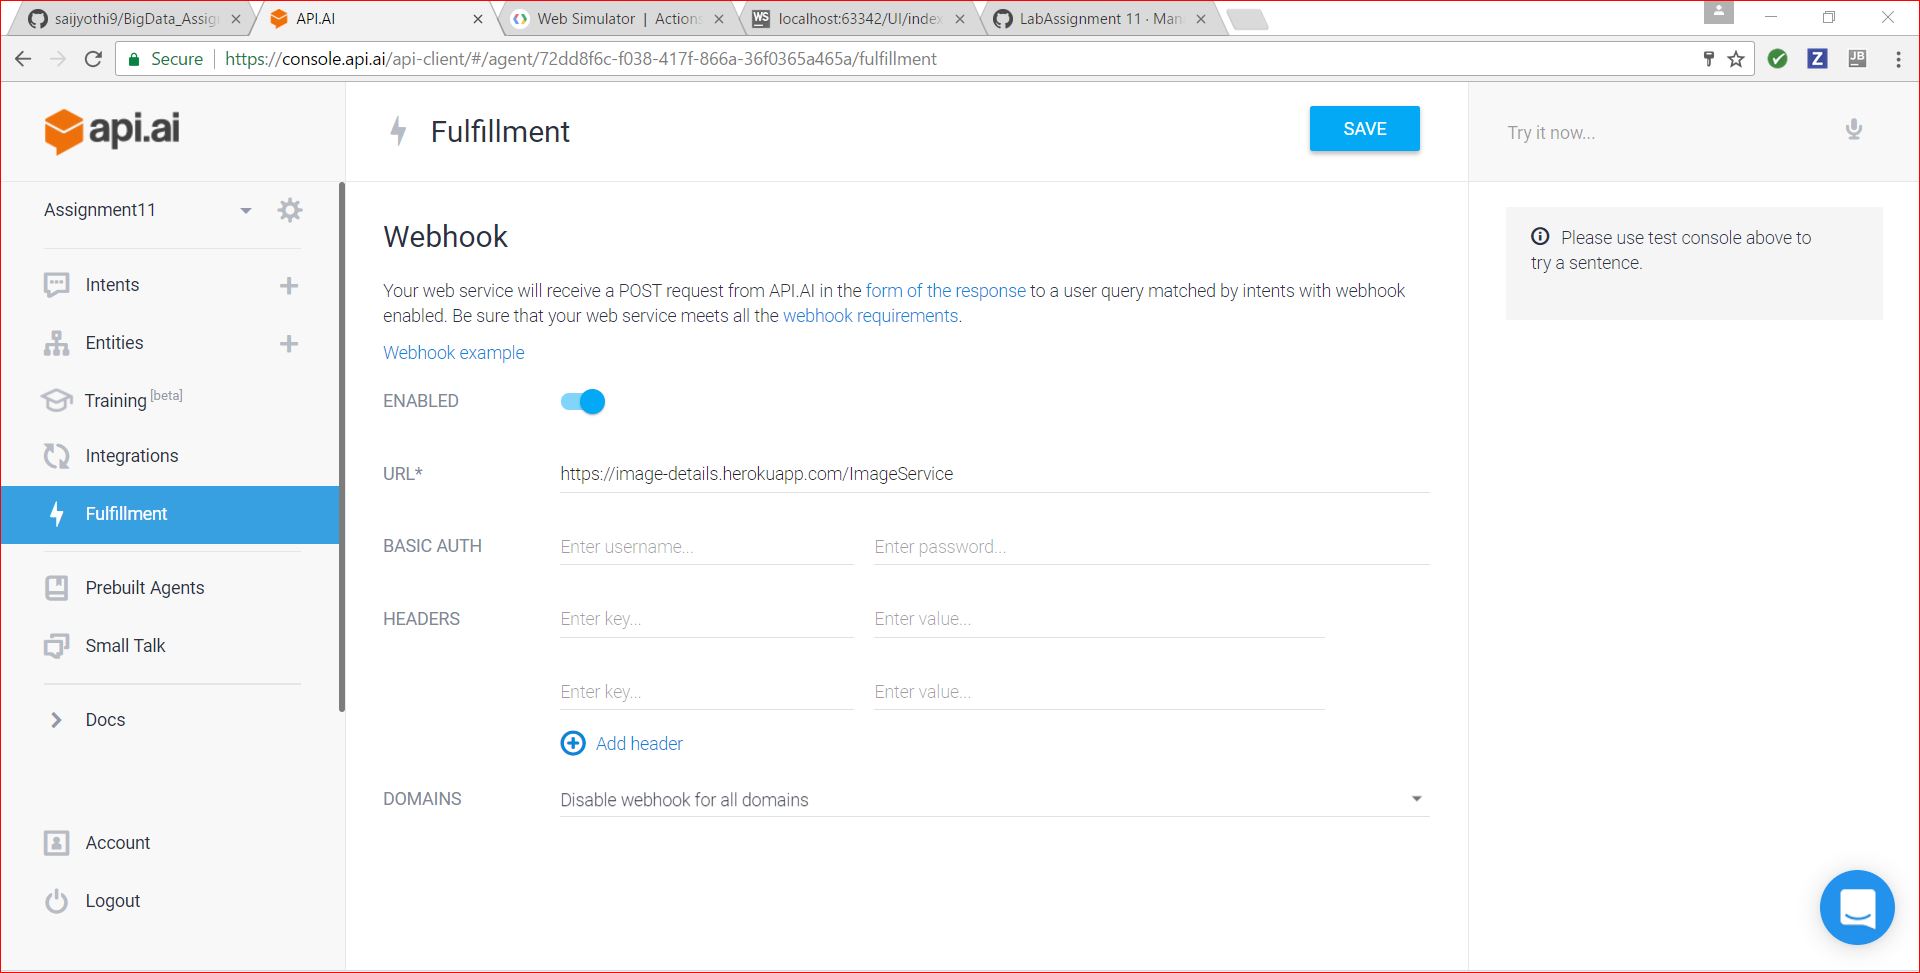 saijyothi9/BigData_Assig
API.AI
Web Simulator | Actions
localhost:63342/UI/index
LabAssignment 11 · Man
Secure
https://console.api.ai/api-client/#/agent/72dd8f6c-f038-417f-866a-36f0365a465a/fulfillment
Z
JB
WS
api.ai
Fulfillment
SAVE
Try it now...
Assignment11
Intents
Entities
Training [beta]
Integrations
Fulfillment
Prebuilt Agents
Small Talk
Docs
Account
Logout
Webhook
Your web service will receive a POST request from API.AI in the form of the response to a user query matched by intents with webhook
enabled. Be sure that your web service meets all the webhook requirements.
Webhook example
ENABLED
URL*
https://image-details.herokuapp.com/ImageService
BASIC AUTH
Enter username...
Enter password...
HEADERS
Enter key...
Enter value...
Enter key...
Enter value...
Add header
DOMAINS
Disable webhook for all domains
Please use test console above to
try a sentence.